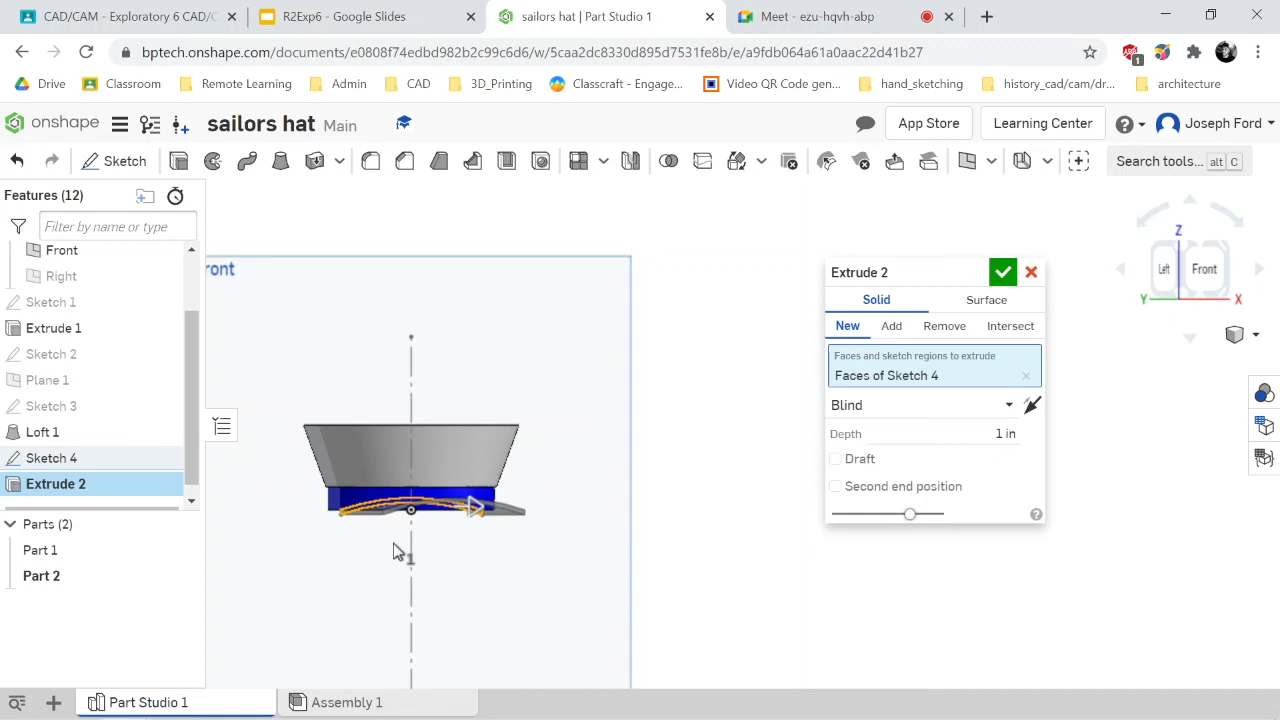 CAD/CAM - Exploratory 6 CAD/C
R2Exp6 - Google Slides
sailors hat | Part Studio 1
Meet - ezu-hqvh-abp
bptech.onshape.com/documents/e0808f74edbd982b2c99c6d6/w/5caa2dc8330d895d7531fe8b/e/a9fdb064a61a0aac22d41b27
1
Drive
Classroom
Remote Learning
Admin
CAD
3D_Printing
Classcraft - Engage...
Video QR Code gen...
hand_sketching
history_cad/cam/dr...
architecture
onshape
sailors hat Main
App Store
Learning Center
Joseph Ford
Sketch
Search tools... alt C
Features (12)
Filter by name or type
Front
Right
Sketch 1
Extrude 1
Sketch 2
Plane 1
Sketch 3
Loft 1
Sketch 4
Extrude 2
Parts (2)
Part 1
Part 2
ront
1
Extrude 2
Solid
Surface
New
Add
Remove
Intersect
Faces and sketch regions to extrude
Faces of Sketch 4
Blind
Depth
1 in
Draft
Second end position
Z
Left
Front
Y
X
Part Studio 1
Assembly 1